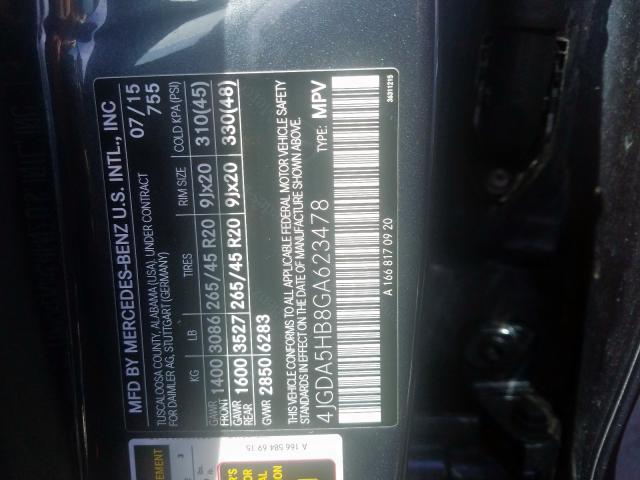 MFD BY MERCEDES-BENZ U.S. INTL., INC
TUSCALOOSA COUNTY, ALABAMA (USA), UNDER CONTRACT 07/15
FOR DAIMLER AG, STUTTGART (GERMANY) 755
KG LB TIRES RIM SIZE COLD KPA (PSI)
GAWR FRONT 1400 3086 265/45 R20 9Jx20 310(45)
GAWR REAR 1600 3527 265/45 R20 9Jx20 330(48)
GVWR 2850 6283
THIS VEHICLE CONFORMS TO ALL APPLICABLE FEDERAL MOTOR VEHICLE SAFETY
STANDARDS IN EFFECT ON THE DATE OF MANUFACTURE SHOWN ABOVE.
4JGDA5HB8GA623478 TYPE: MPV
A 166 817 09 20 36311215
A 166 584 69 15